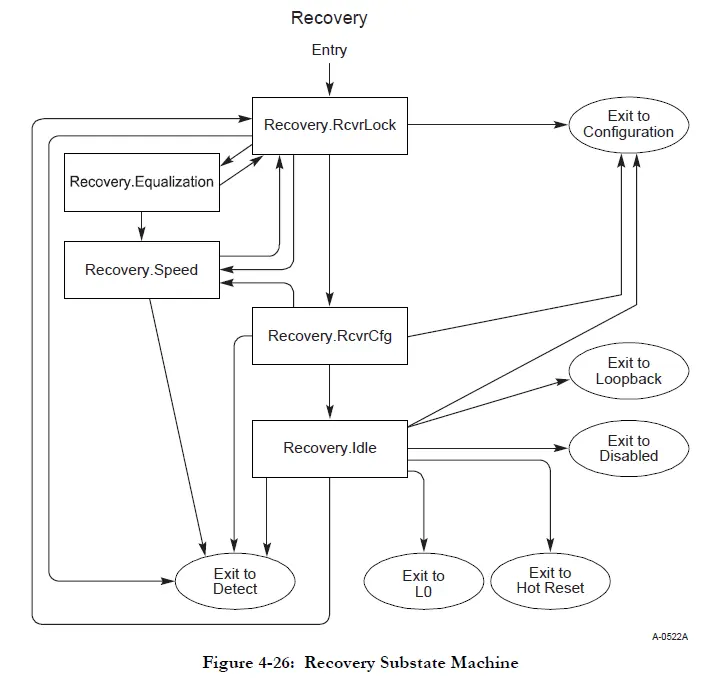 Recovery
Entry
Recovery.RcvrLock
Exit to
Configuration
Recovery.Equalization
Recovery.Speed
Recovery.RcvrCfg
Exit to
Loopback
Recovery.Idle
Exit to
Disabled
Exit to
Detect
Exit to
L0
Exit to
Hot Reset
A-0522A
Figure 4-26: Recovery Substate Machine